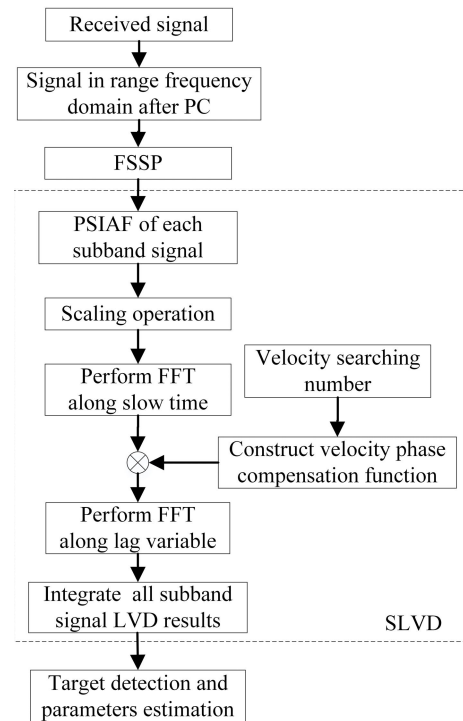 Received signal
Signal in range frequency
domain after PC
FSSP
PSIAF of each
subband signal
Scaling operation
Perform FFT
along slow time
Velocity searching
number
Construct velocity phase
compensation function
Perform FFT
along lag variable
Integrate all subband
signal LVD results
SLVD
Target detection and
parameters estimation